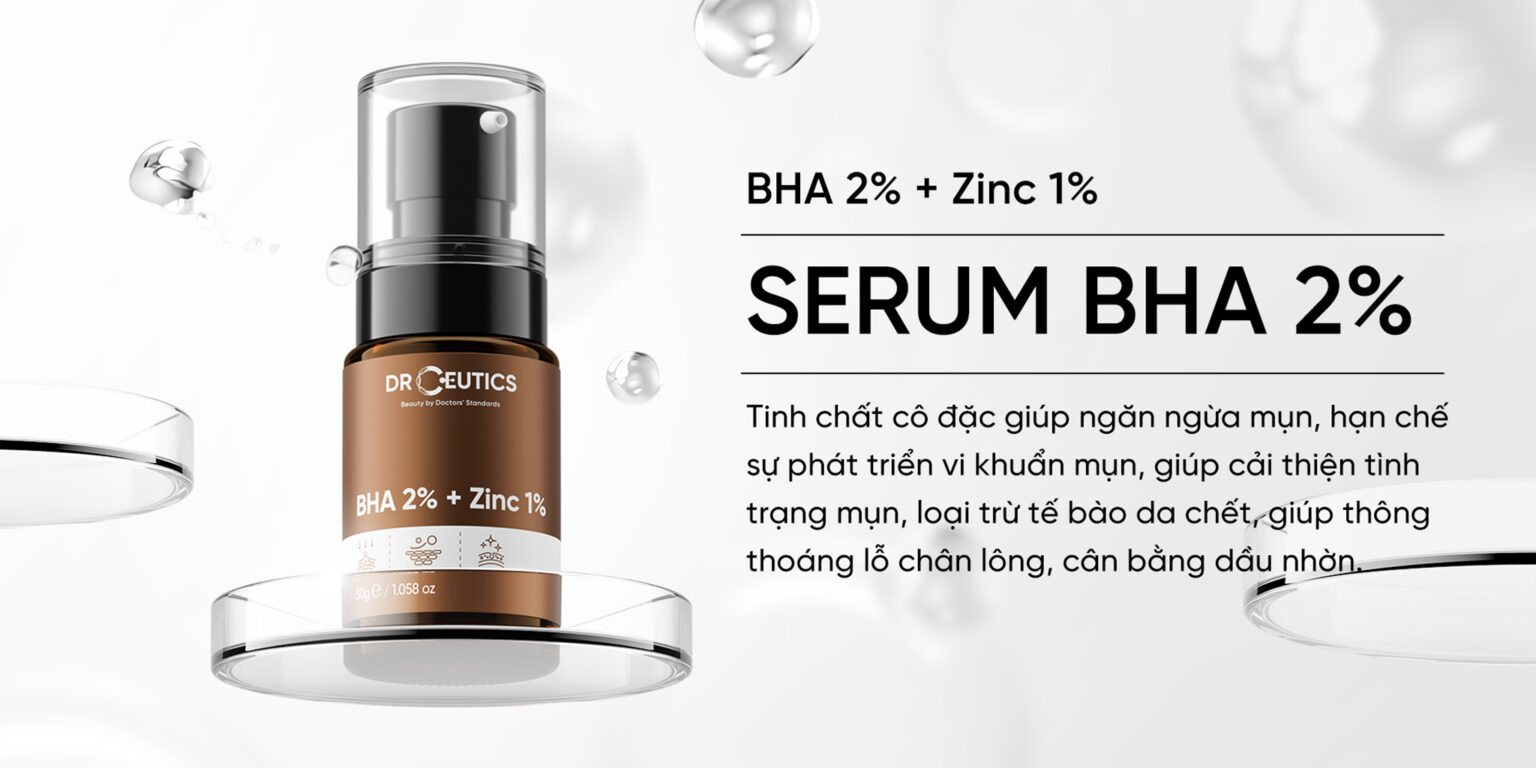 DR CEUTICS
Beauty by Doctors' Standards
BHA 2% + Zinc 1%
30g ℮ / 1.058 oz
BHA 2% + Zinc 1%
SERUM BHA 2%
Tinh chất cô đặc giúp ngăn ngừa mụn, hạn chế
sự phát triển vi khuẩn mụn, giúp cải thiện tình
trạng mụn, loại trừ tế bào da chết, giúp thông
thoáng lỗ chân lông, cân bằng dầu nhờn.